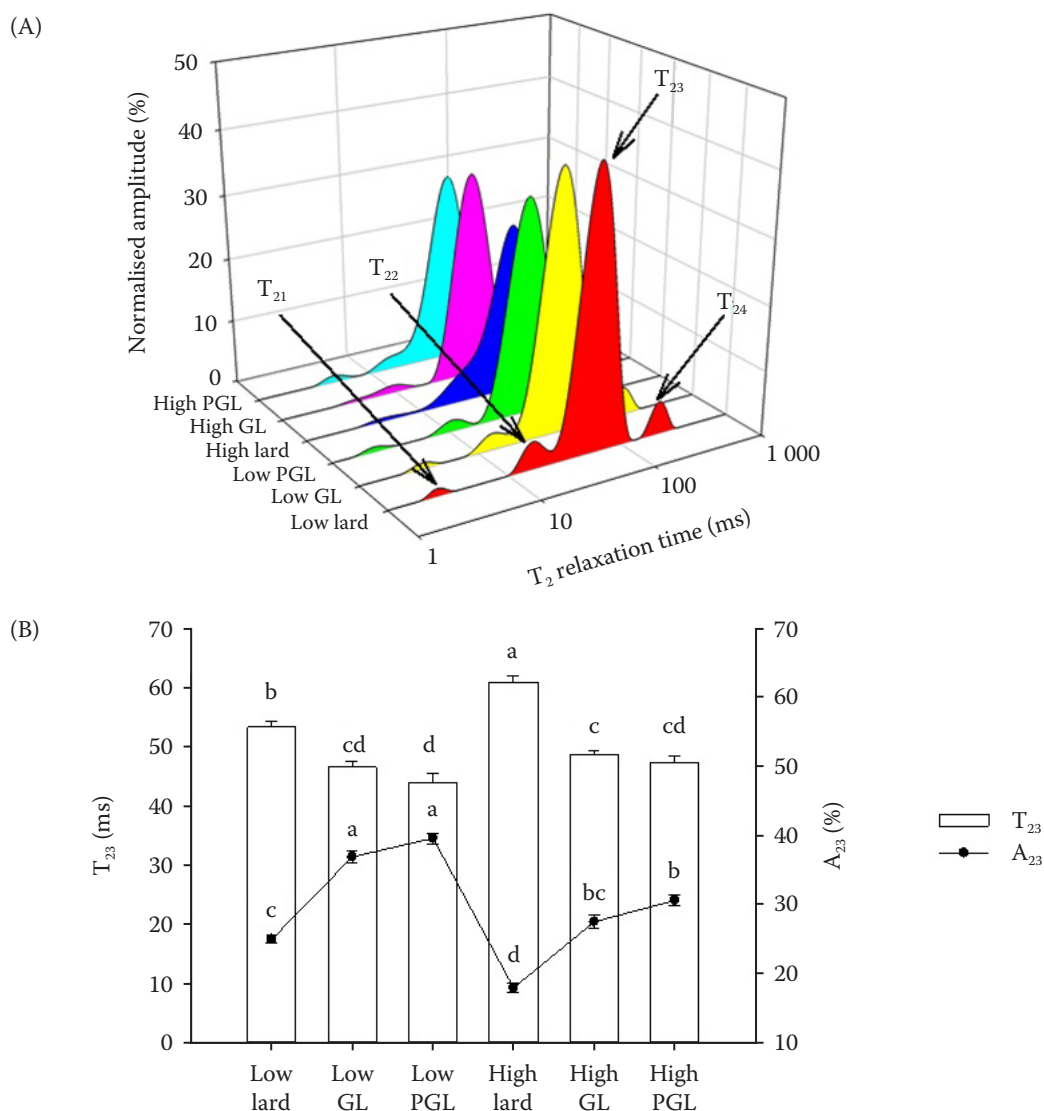 (A)
50
40
30
20
10
0
Normalised amplitude (%)
T₂₁
T₂₂
T₂₃
T₂₄
High PGL
High GL
High lard
Low PGL
Low GL
Low lard
1
10
100
1 000
T₂ relaxation time (ms)
(B)
70
60
50
40
30
20
10
0
T₂₃ (ms)
b
cd
d
a
c
cd
c
a
a
d
bc
b
70
60
50
40
30
20
10
A₂₃ (%)
T₂₃
A₂₃
Low lard
Low GL
Low PGL
High lard
High GL
High PGL